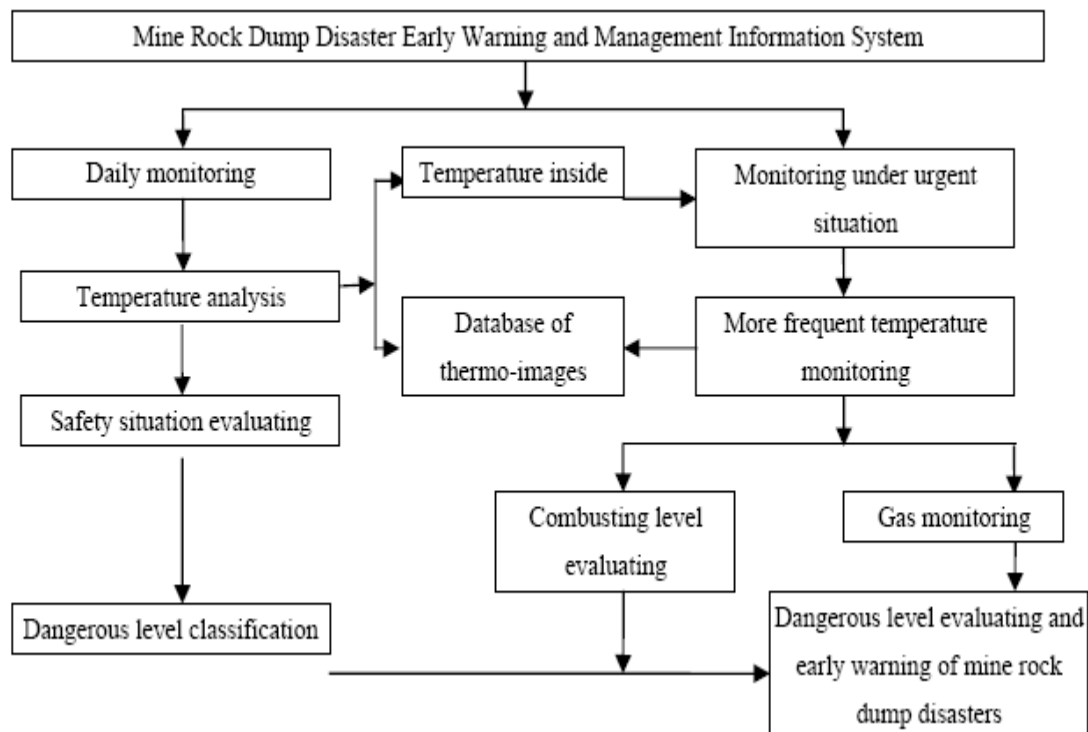 Mine Rock Dump Disaster Early Warning and Management Information System
Daily monitoring
Temperature inside
Monitoring under urgent
situation
Temperature analysis
Database of
thermo-images
More frequent temperature
monitoring
Safety situation evaluating
Combusting level
evaluating
Gas monitoring
Dangerous level classification
Dangerous level evaluating and
early warning of mine rock
dump disasters